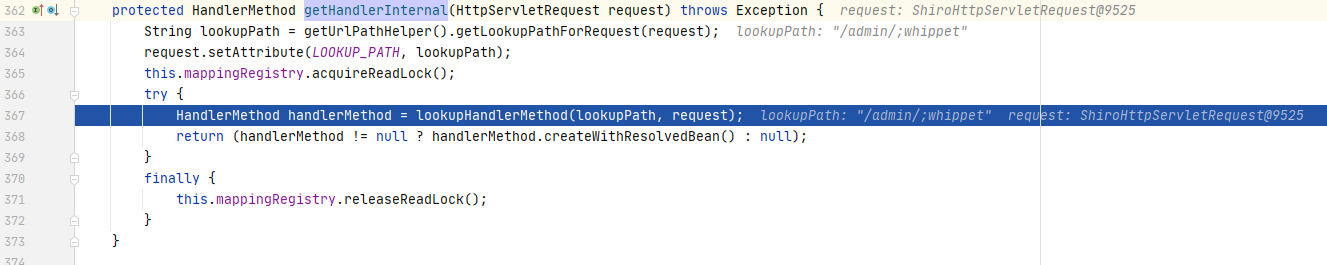 362 protected HandlerMethod getHandlerInternal(HttpServletRequest request) throws Exception { request: ShiroHttpServletRequest@9525
363 String lookupPath = getUrlPathHelper().getLookupPathForRequest(request); lookupPath: "/admin/;whippet"
364 request.setAttribute(LOOKUP_PATH, lookupPath);
365 this.mappingRegistry.acquireReadLock();
366 try {
367 HandlerMethod handlerMethod = lookupHandlerMethod(lookupPath, request); lookupPath: "/admin/;whippet" request: ShiroHttpServletRequest@9525
368 return (handlerMethod != null ? handlerMethod.createWithResolvedBean() : null);
369 }
370 finally {
371 this.mappingRegistry.releaseReadLock();
372 }
373 }
374